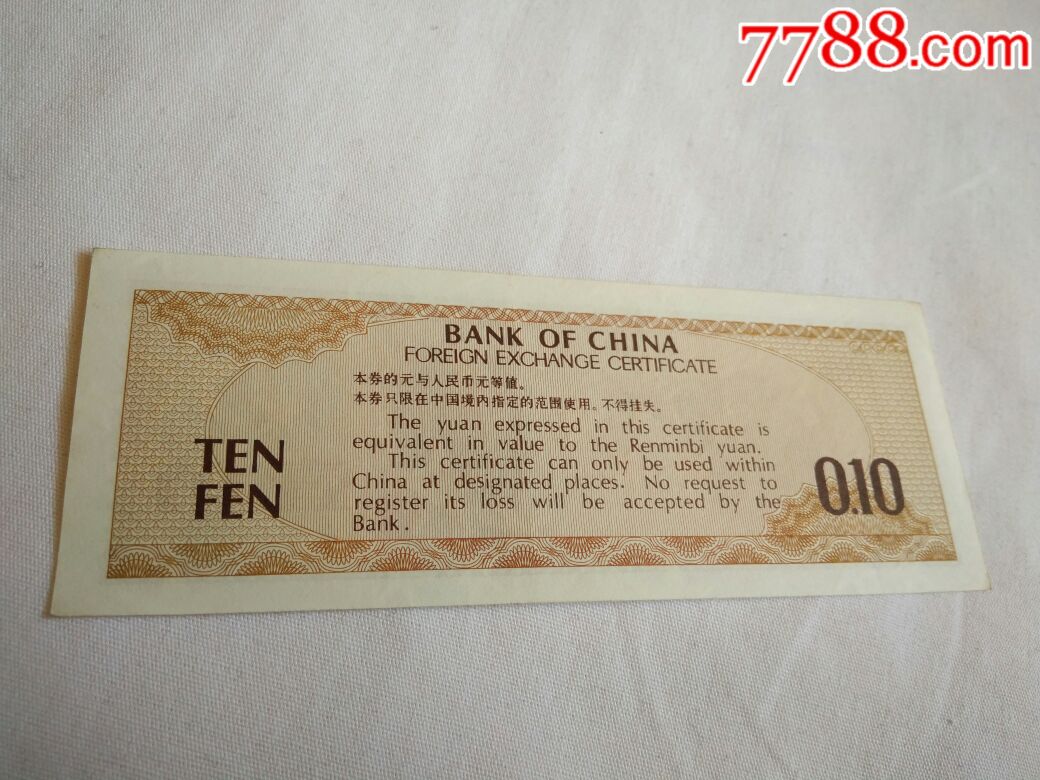 7788.com
BANK OF CHINA
FOREIGN EXCHANGE CERTIFICATE
本券的元与人民币元等值。
本券只限在中国境内指定的范围使用。不得挂失。
The yuan expressed in this certificate is
equivalent in value to the Renminbi yuan.
This certificate can only be used within
China at designated places. No request to
register its loss will be accepted by the
Bank.
TEN
FEN
0.10